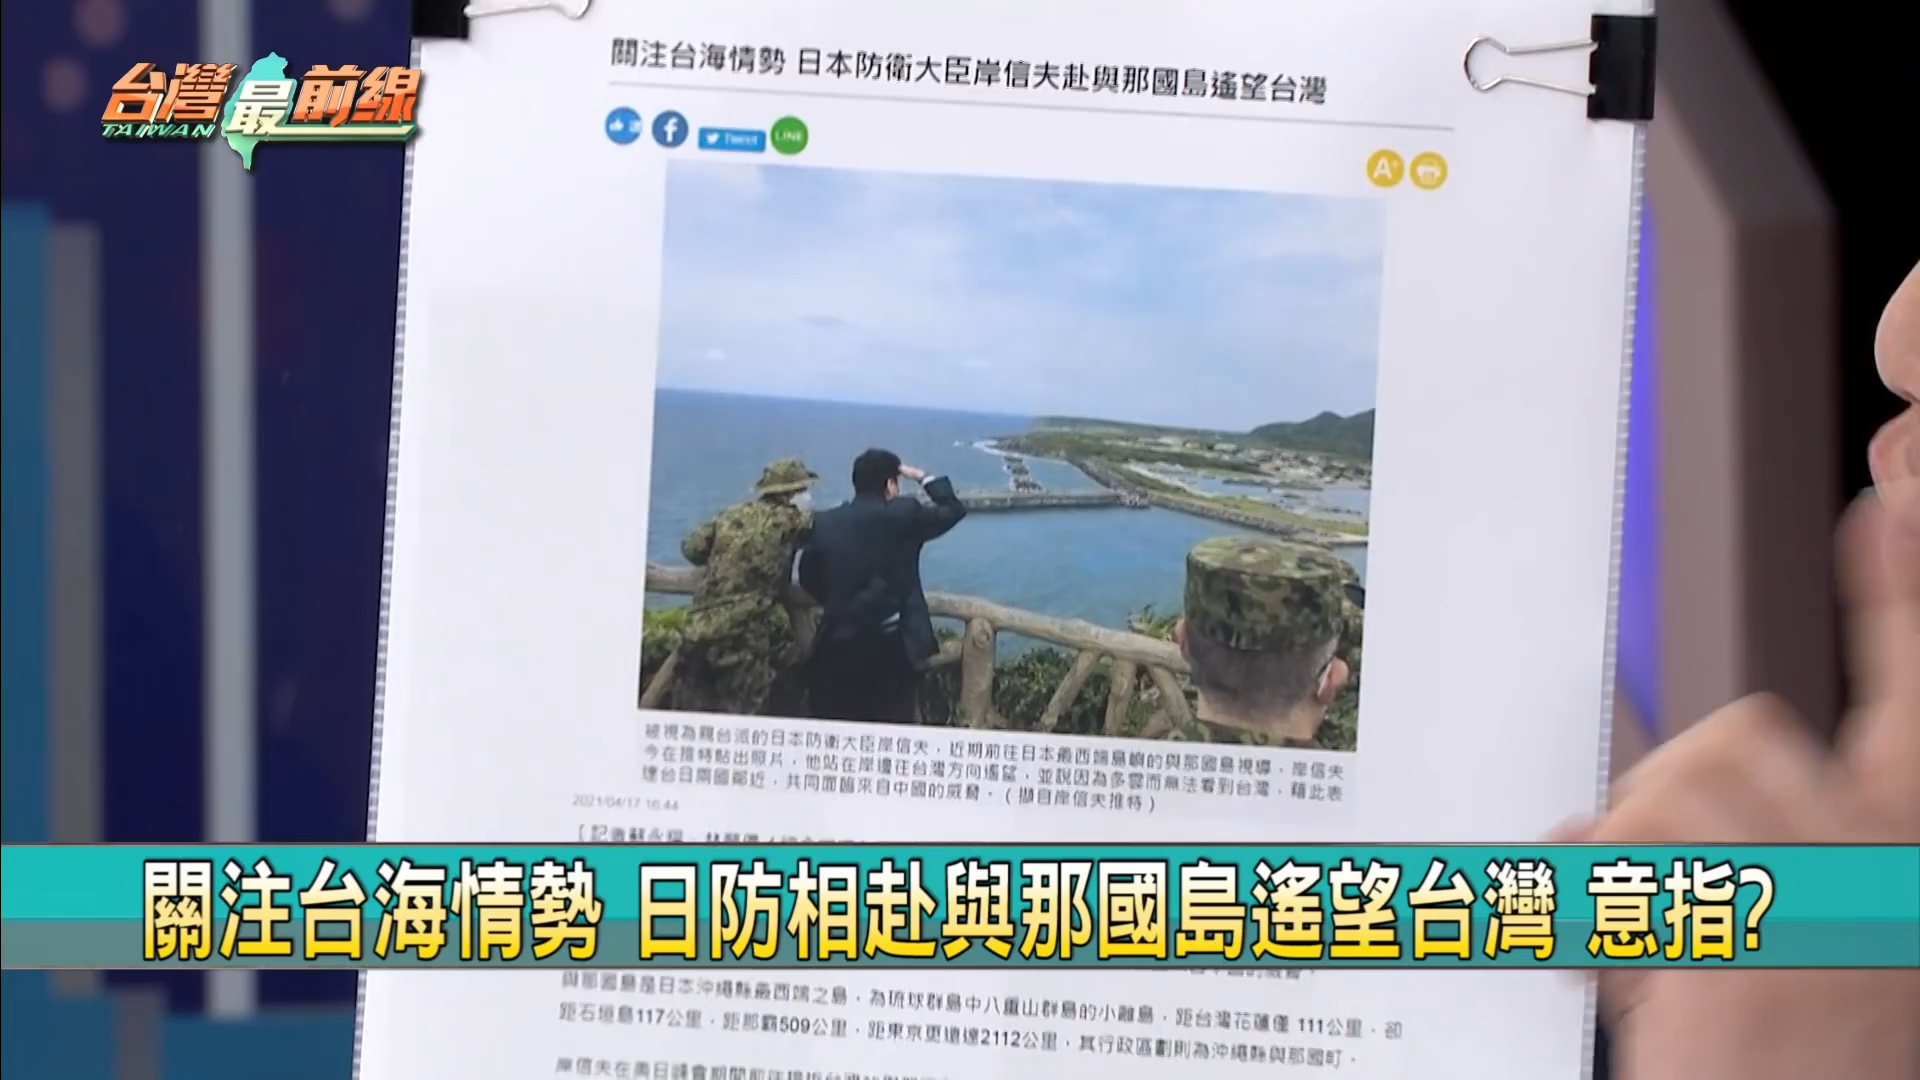 關注台海情勢 日本防衛大臣岸信夫赴與那國島遙望台灣
台灣最前線
TAIWAN
Tweet
LINE
A+
被視為親台派的日本防衛大臣岸信夫，近期前往日本最西端島嶼的與那國島視導，岸信夫
今在推特貼出照片，他站在岸邊往台灣方向遙望，並說因為多雲而無法看到台灣，藉此表
達台日兩國鄰近，共同面臨來自中國的威脅。（擷自岸信夫推特）
2021/04/17 16:44
關注台海情勢 日防相赴與那國島遙望台灣 意指?
與那國島是日本沖繩縣最西端之島，為琉球群島中八重山群島的小離島，距台灣花蓮僅 111公里，卻
距石垣島117公里，距那霸509公里，距東京更遠達2112公里，其行政區劃則為沖繩縣與那國町。
岸信夫在美日峰會期間前往